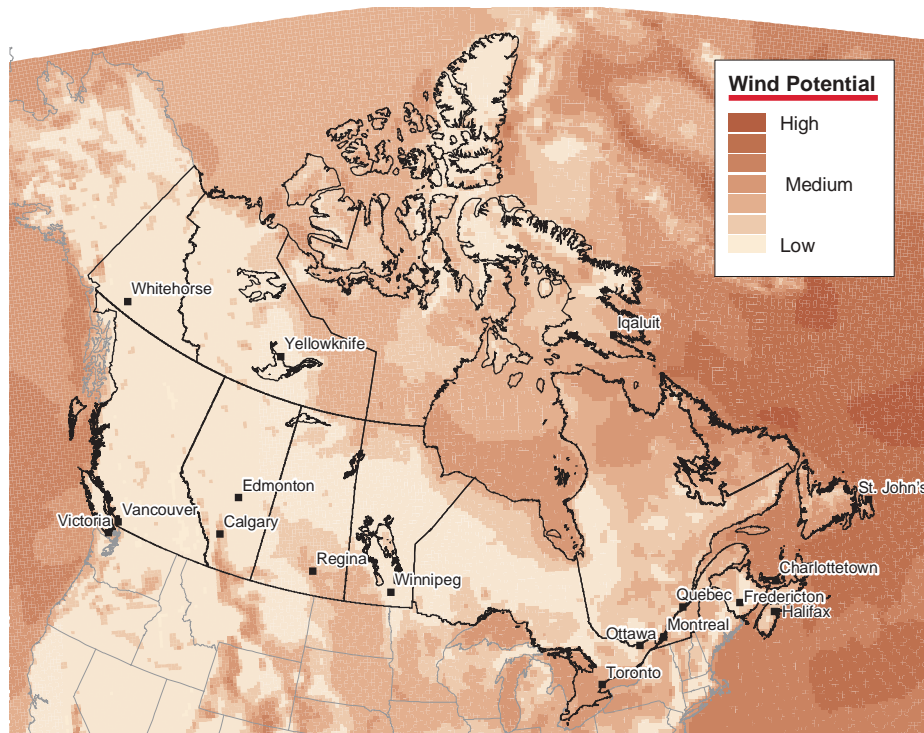 Wind Potential
High
Medium
Low
Whitehorse
Iqaluit
Yellowknife
Edmonton
St. John's
Vancouver
Victoria
Calgary
Regina
Charlottetown
Winnipeg
Quebec
Fredericton
Halifax
Montreal
Ottawa
Toronto